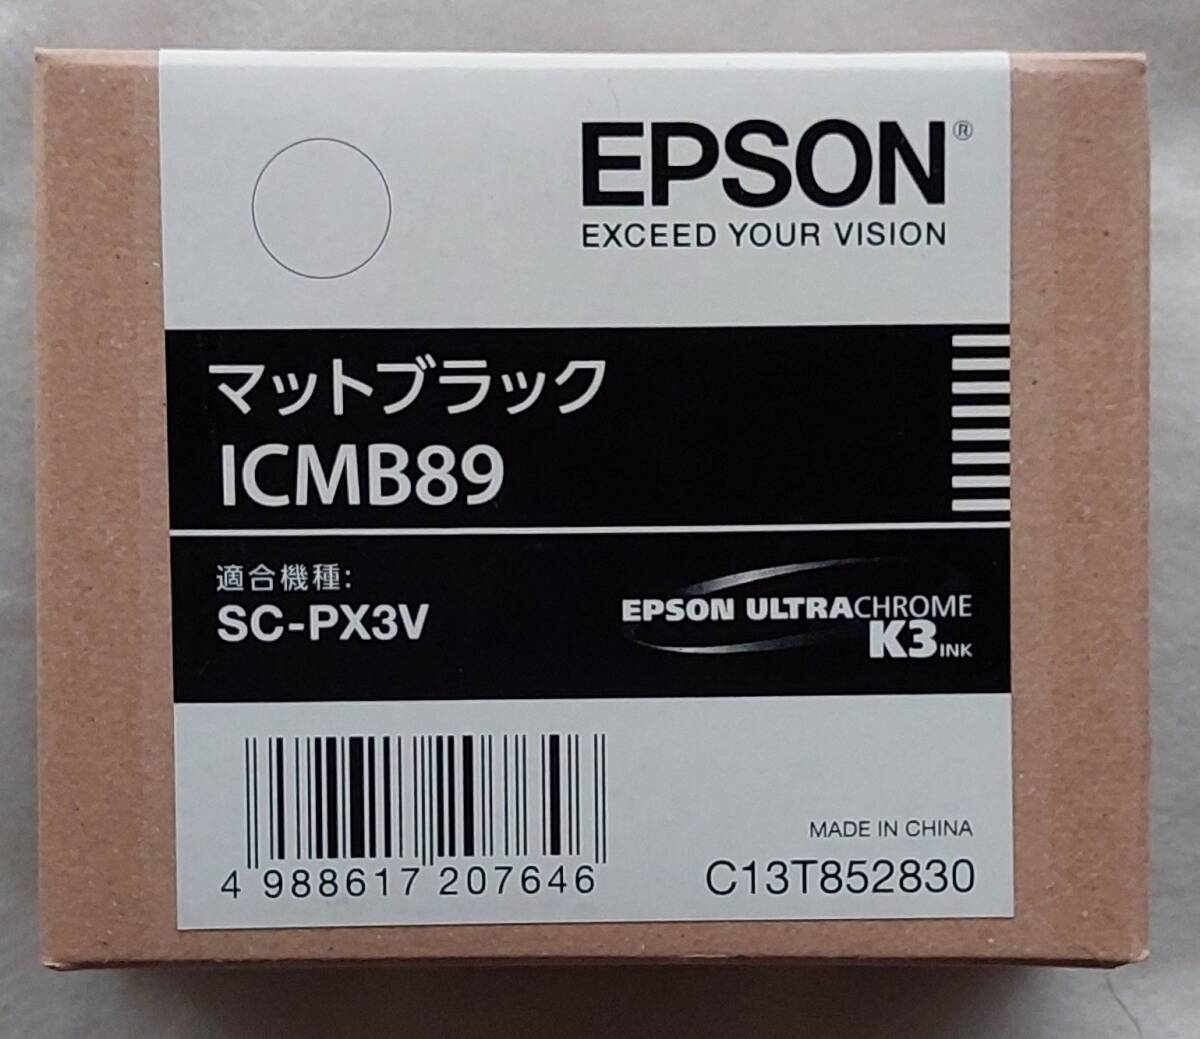 EPSON®
EXCEED YOUR VISION
マットブラック
ICMB89
適合機種:
SC-PX3V
EPSON ULTRACHROME
K3 INK
4 988617 207646
MADE IN CHINA
C13T852830